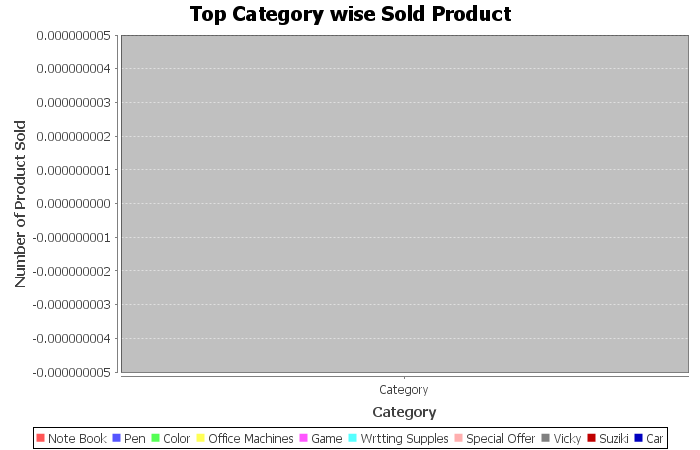 Top Category wise Sold Product
0.000000005
0.000000004
0.000000003
0.000000002
0.000000001
0.000000000
-0.000000001
-0.000000002
-0.000000003
-0.000000004
-0.000000005
Number of Product Sold
Category
Category
Note Book Pen Color Office Machines Game Wrtting Supples Special Offer Vicky Suziki Car